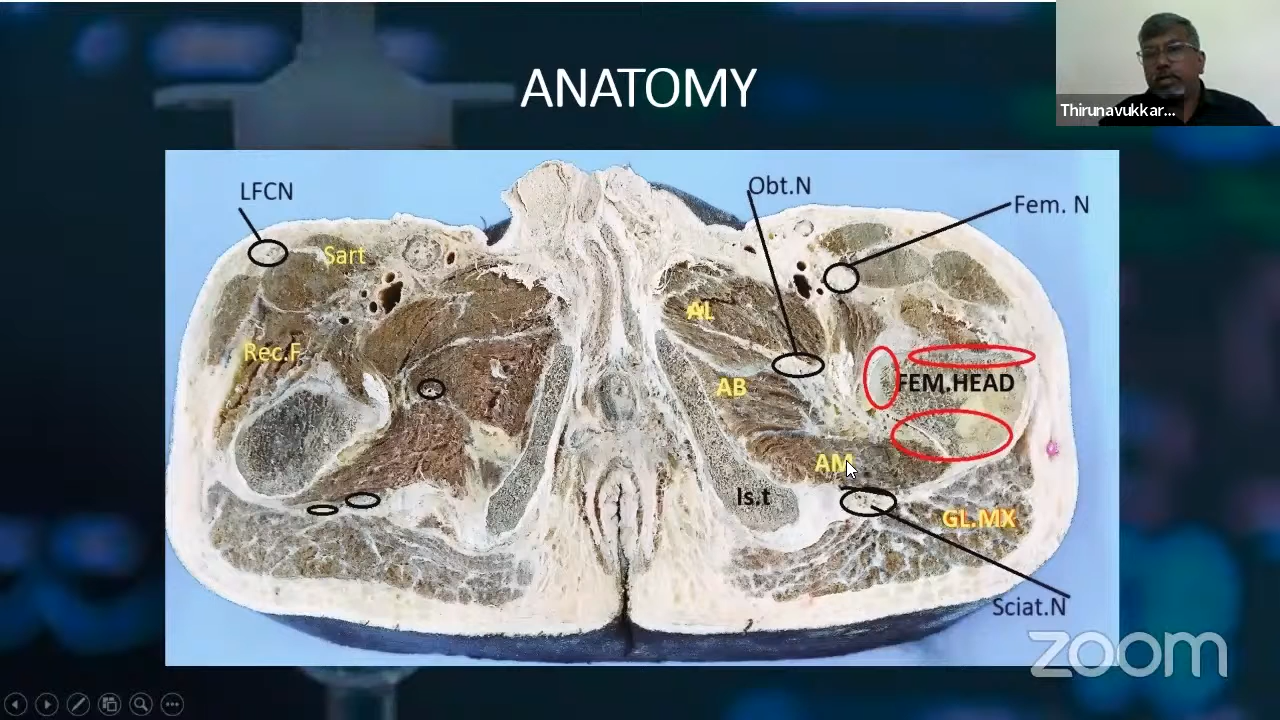 ANATOMY
Thirunavukkar...
LFCN
Obt.N
Fem. N
Sart
AL
Rec.F
FEM.HEAD
AB
AM
Is.t
GL.MX
Sciat.N
zoom